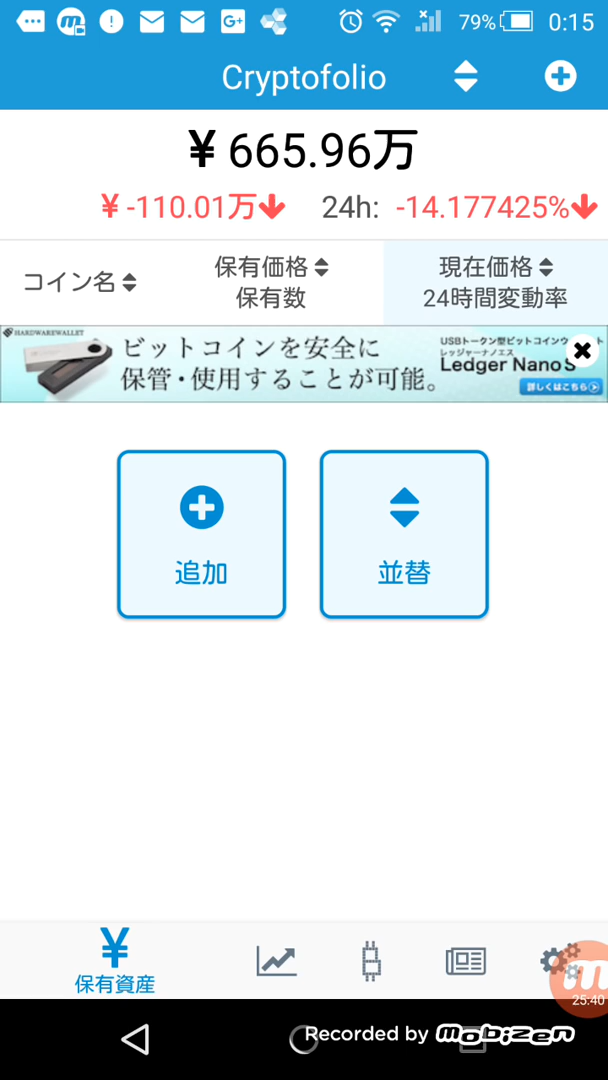 79% 0:15
Cryptofolio
¥ 665.96万
¥ -110.01万 24h: -14.177425%
コイン名
保有価格
保有数
現在価格
24時間変動率
HARDWAREWALLET
ビットコインを安全に
保管・使用することが可能。
USBトークン型ビットコインウ ト
レッジャーナノエス
Ledger Nano S
詳しくはこちら
追加 並替
¥
保有資産
25:40
Recorded by mobizen